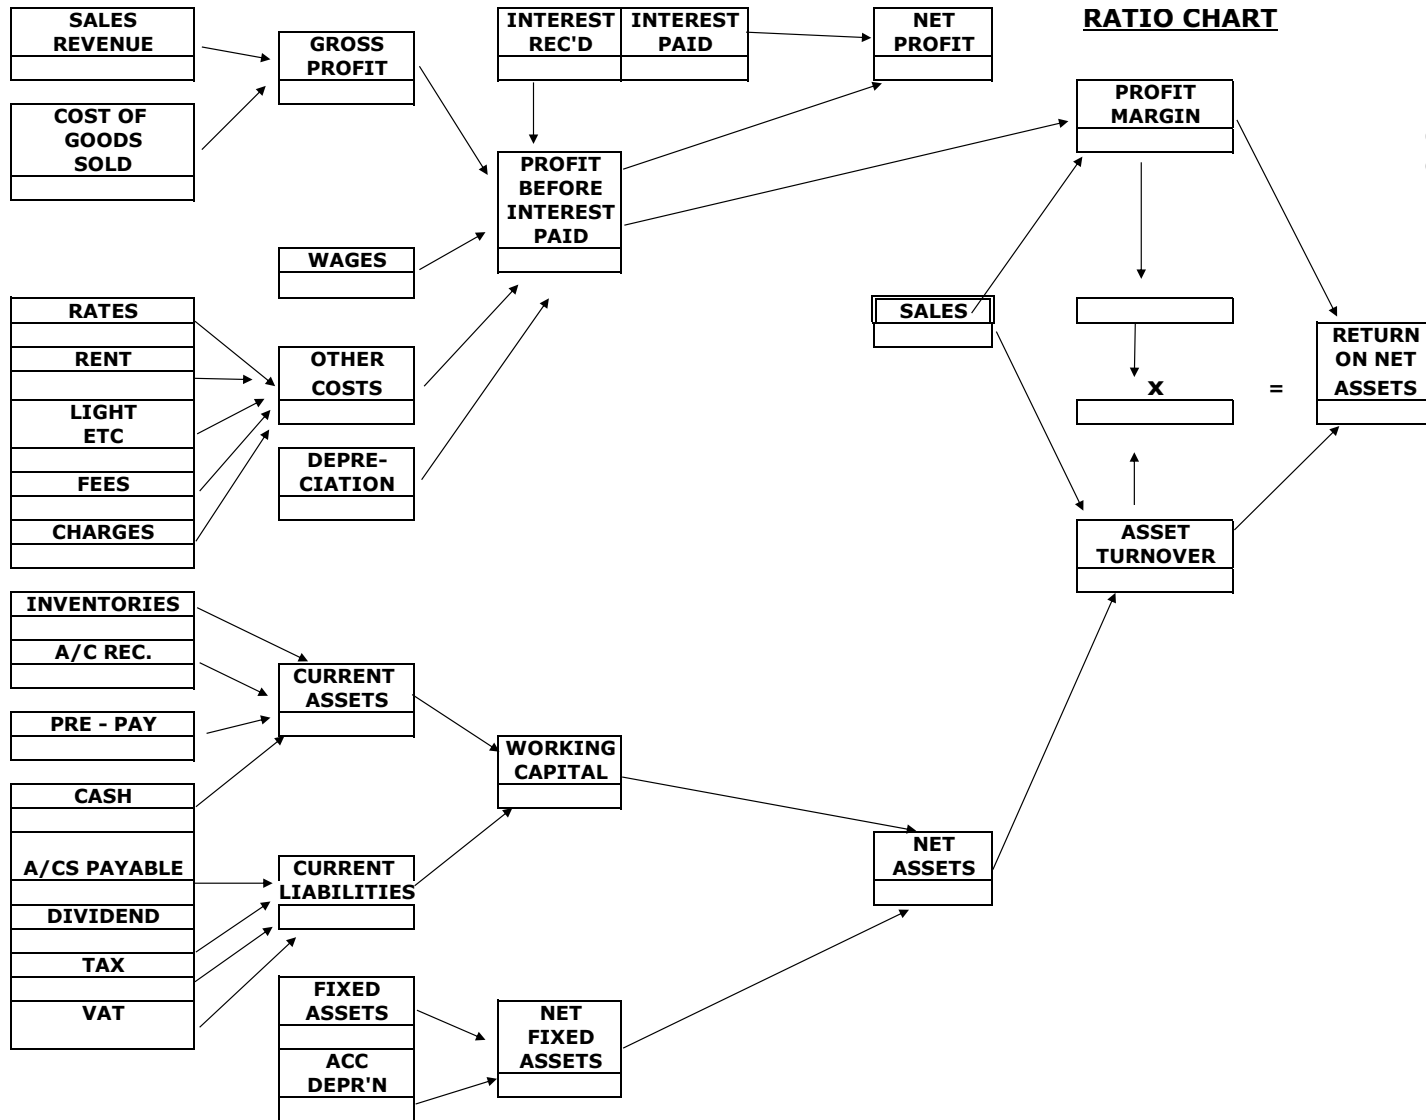 RATIO CHART
SALES
REVENUE
COST OF
GOODS
SOLD
GROSS
PROFIT
INTEREST
REC'D
INTEREST
PAID
NET
PROFIT
PROFIT
MARGIN
PROFIT
BEFORE
INTEREST
PAID
WAGES
RATES
RENT
LIGHT
ETC
FEES
CHARGES
OTHER
COSTS
DEPRE-
CIATION
SALES
X
=
RETURN
ON NET
ASSETS
ASSET
TURNOVER
INVENTORIES
A/C REC.
PRE - PAY
CASH
A/CS PAYABLE
DIVIDEND
TAX
VAT
CURRENT
ASSETS
CURRENT
LIABILITIES
WORKING
CAPITAL
FIXED
ASSETS
ACC
DEPR'N
NET
FIXED
ASSETS
NET
ASSETS